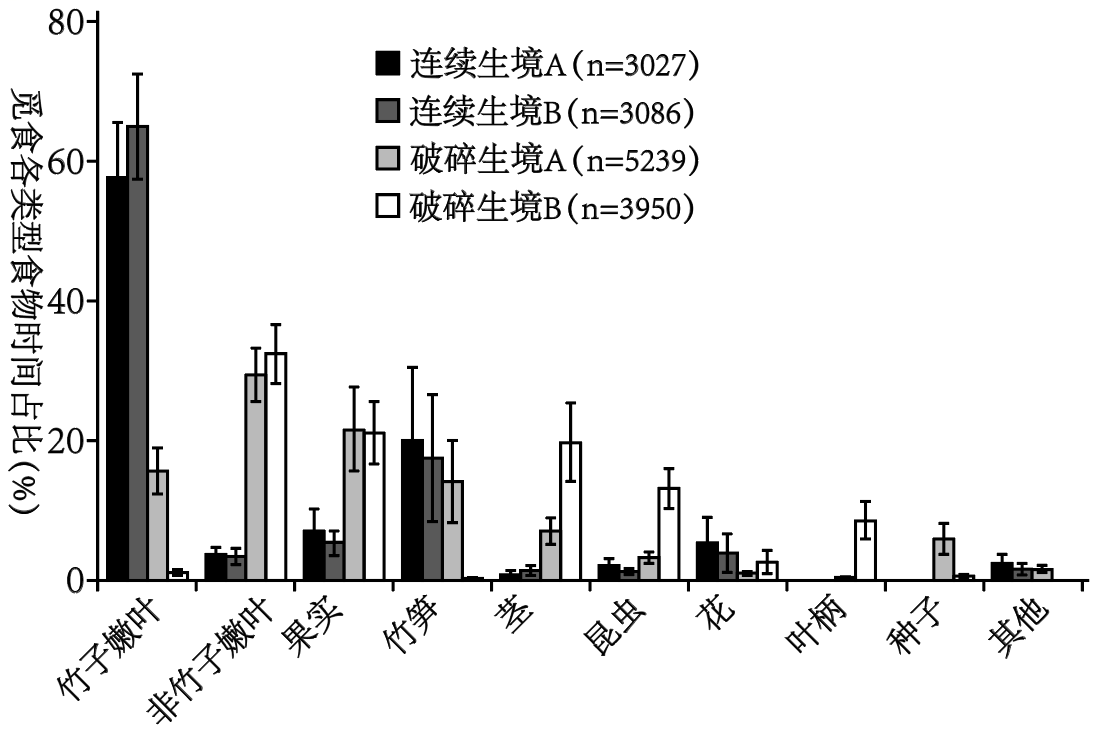 觅食各类型食物时间占比(%)
80
60
40
20
0
连续生境A(n=3027)
连续生境B(n=3086)
破碎生境A(n=5239)
破碎生境B(n=3950)
竹子嫩叶
非竹子嫩叶
果实
竹笋
茎
昆虫
花
叶柄
种子
其他